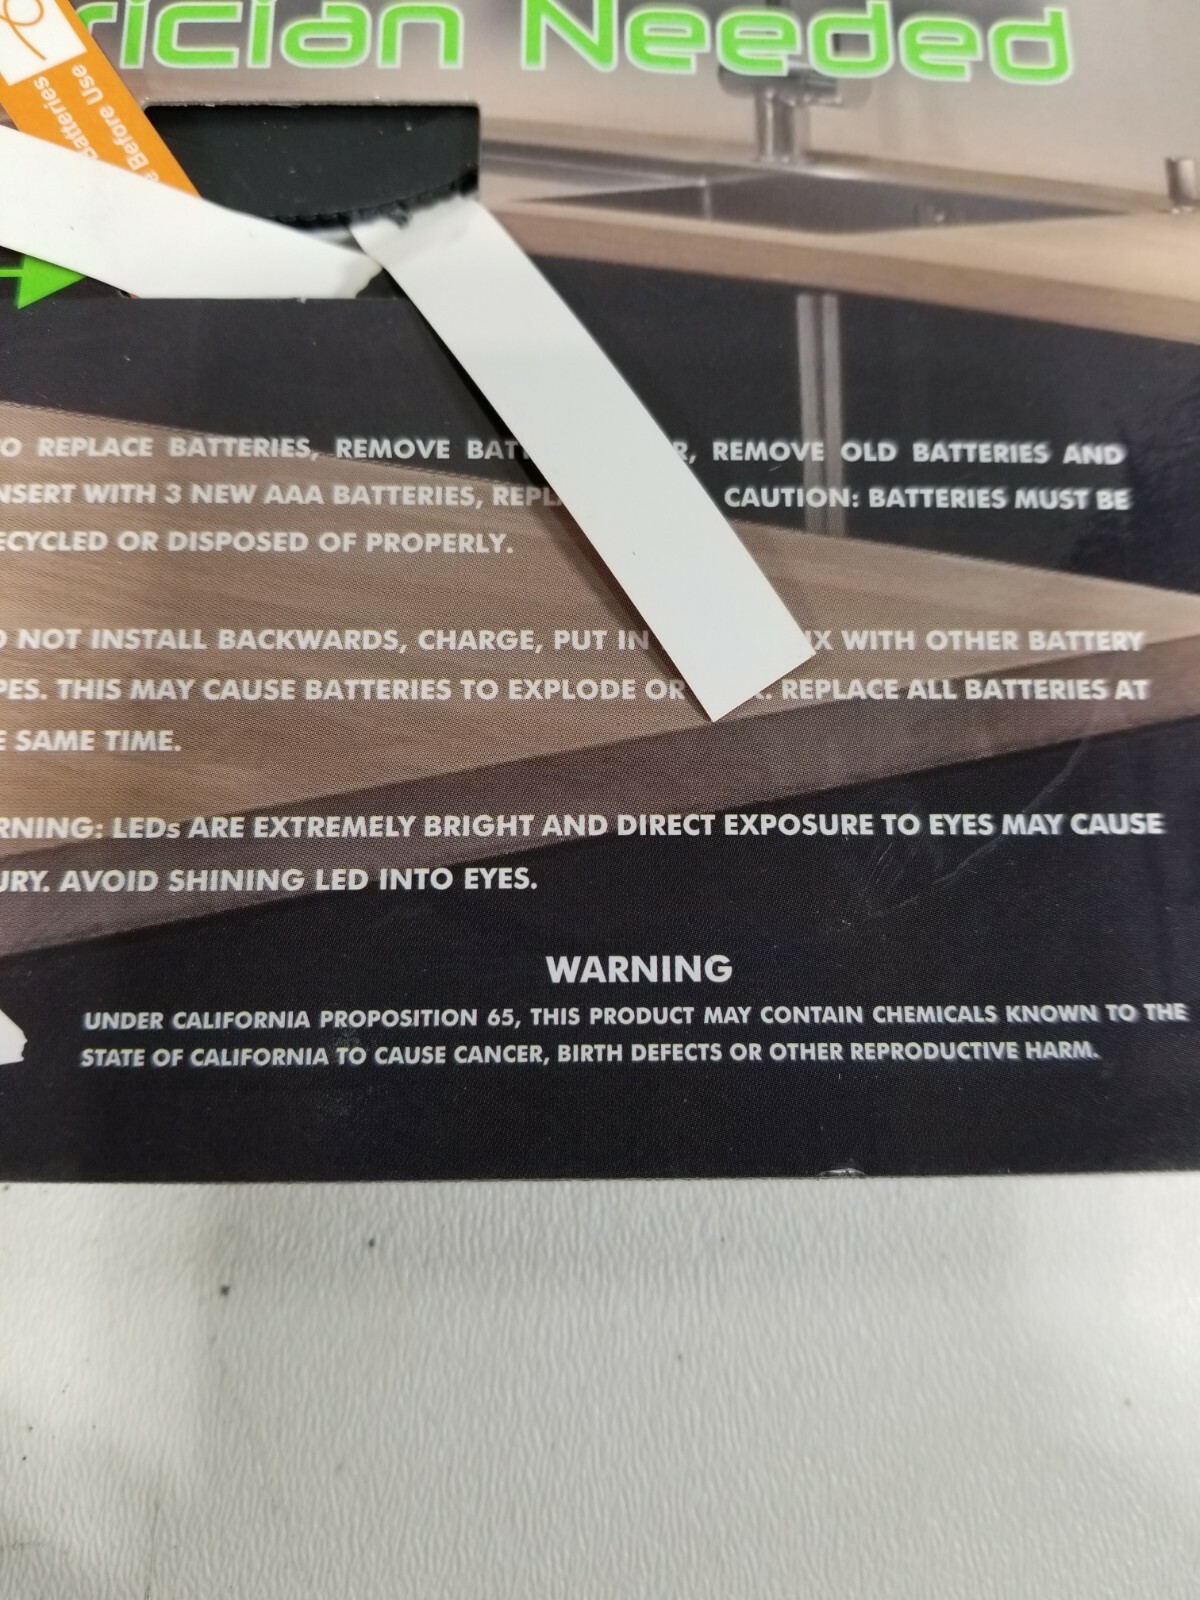 rician Needed
Batteries
Before Use
O REPLACE BATTERIES, REMOVE BAT R, REMOVE OLD BATTERIES AND
NSERT WITH 3 NEW AAA BATTERIES, REPL CAUTION: BATTERIES MUST BE
ECYCLED OR DISPOSED OF PROPERLY.
NOT INSTALL BACKWARDS, CHARGE, PUT IN X WITH OTHER BATTERY
PES. THIS MAY CAUSE BATTERIES TO EXPLODE OR . REPLACE ALL BATTERIES AT
E SAME TIME.
RNING: LEDs ARE EXTREMELY BRIGHT AND DIRECT EXPOSURE TO EYES MAY CAUSE
URY. AVOID SHINING LED INTO EYES.
WARNING
UNDER CALIFORNIA PROPOSITION 65, THIS PRODUCT MAY CONTAIN CHEMICALS KNOWN TO THE
STATE OF CALIFORNIA TO CAUSE CANCER, BIRTH DEFECTS OR OTHER REPRODUCTIVE HARM.